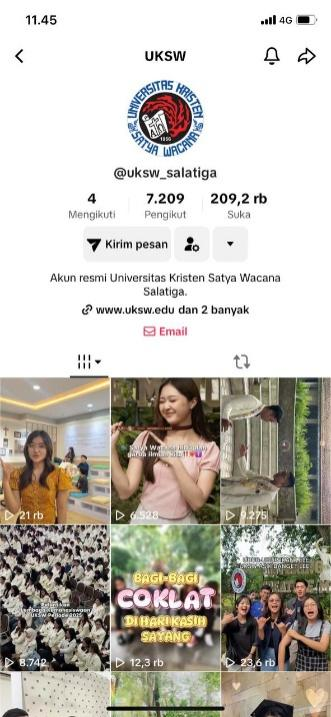 11.45
4G
UKSW
UNIVERSITAS KRISTEN
SATYA WACANA
1956
@uksw_salatiga
4 7.209 209,2 rb
Mengikuti Pengikut Suka
Kirim pesan
Akun resmi Universitas Kristen Satya Wacana
Salatiga.
www.uksw.edu dan 2 banyak
Email
21 rb
6.528
9.275
8.742
BAGI-BAGI
COKLAT
DI HARI KASIH
SAYANG
12,3 rb
23,6 rb